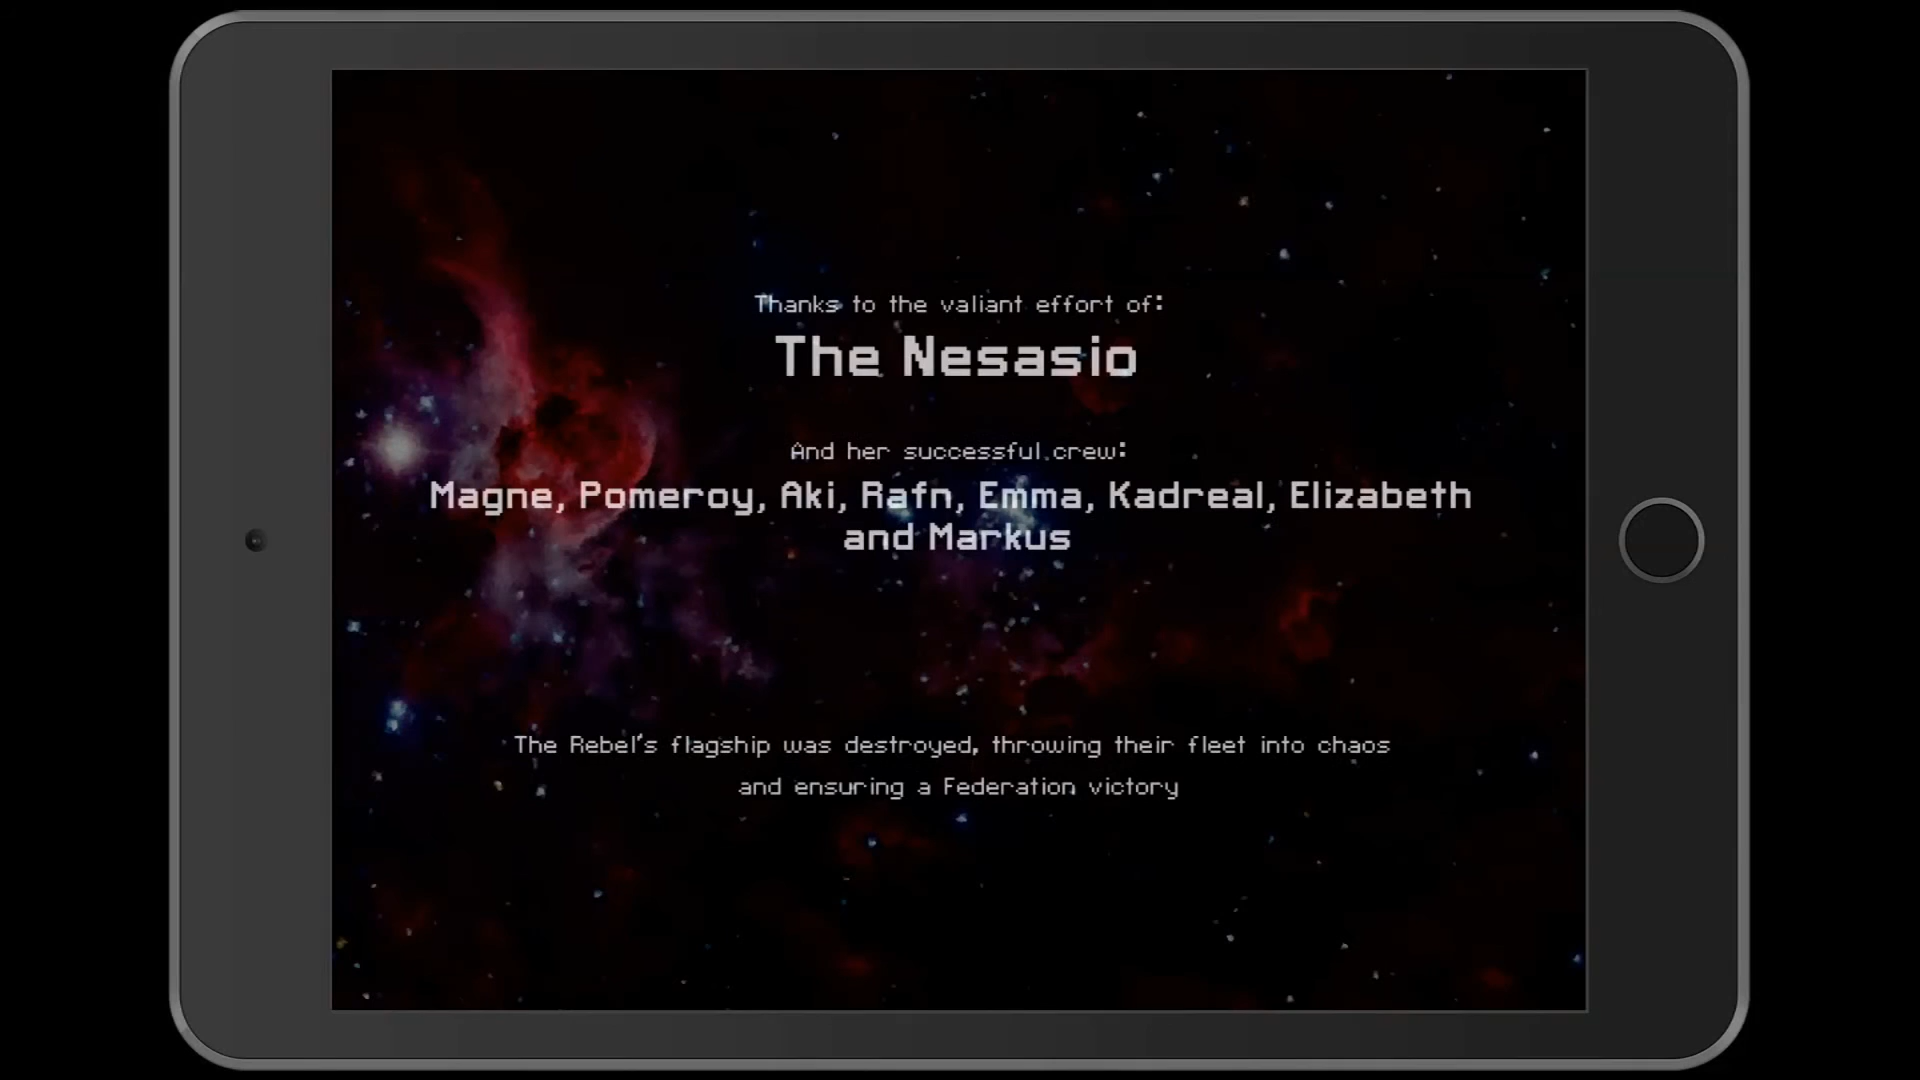 Thanks to the valiant effort of:
The Nesasio
And her successful crew:
Magne, Pomeroy, Aki, Rafn, Emma, Kadreal, Elizabeth
and Markus
The Rebel's flagship was destroyed, throwing their fleet into chaos
and ensuring a Federation victory